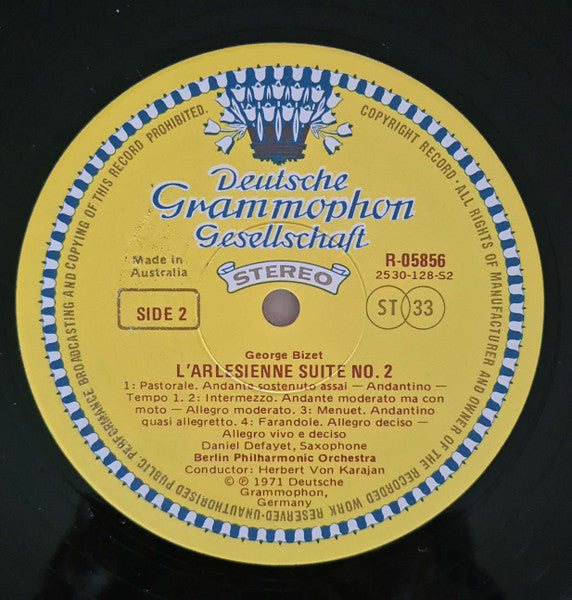 COPYRIGHT RECORD · ALL RIGHTS OF MANUFACTURER AND OWNER OF THE RECORDED WORK RESERVED·UNAUTHORISED PUBLIC PERFORMANCE BROADCASTING AND COPYING OF THIS RECORD PROHIBITED.
Deutsche
Grammophon
Gesellschaft
Made in
Australia
STEREO
R-05856
2530-128-S2
SIDE 2
ST 33
George Bizet
L'ARLESIENNE SUITE NO. 2
1: Pastorale. Andante sostenuto assai — Andantino —
Tempo 1. 2: Intermezzo. Andante moderato ma con
moto — Allegro moderato. 3: Menuet. Andantino
quasi allegretto. 4: Farandole. Allegro deciso —
Allegro vivo e deciso
Daniel Defayet, Saxophone
Berlin Philharmonic Orchestra
Conductor: Herbert Von Karajan
© ℗ 1971 Deutsche
Grammophon,
Germany